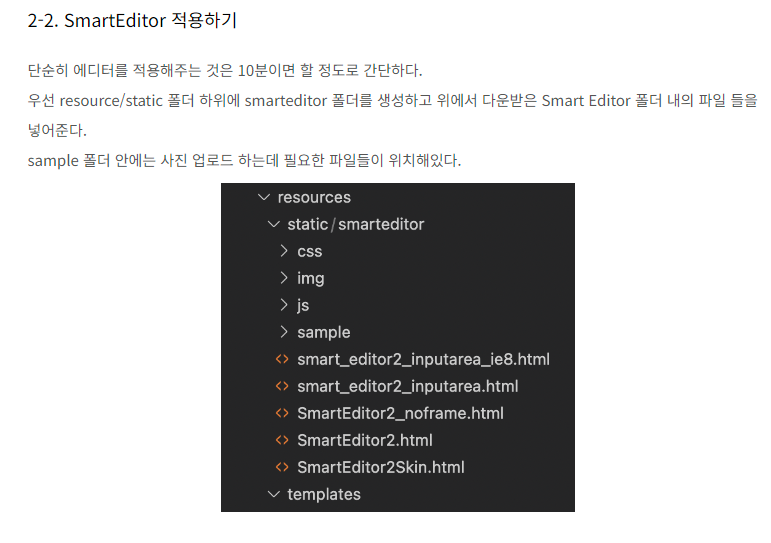 2-2. SmartEditor 적용하기
단순히 에디터를 적용해주는 것은 10분이면 할 정도로 간단하다.
우선 resource/static 폴더 하위에 smarteditor 폴더를 생성하고 위에서 다운받은 Smart Editor 폴더 내의 파일 들을
넣어준다.
sample 폴더 안에는 사진 업로드 하는데 필요한 파일들이 위치해있다.
resources
static/smarteditor
css
img
js
sample
smart_editor2_inputarea_ie8.html
smart_editor2_inputarea.html
SmartEditor2_noframe.html
SmartEditor2.html
SmartEditor2Skin.html
templates